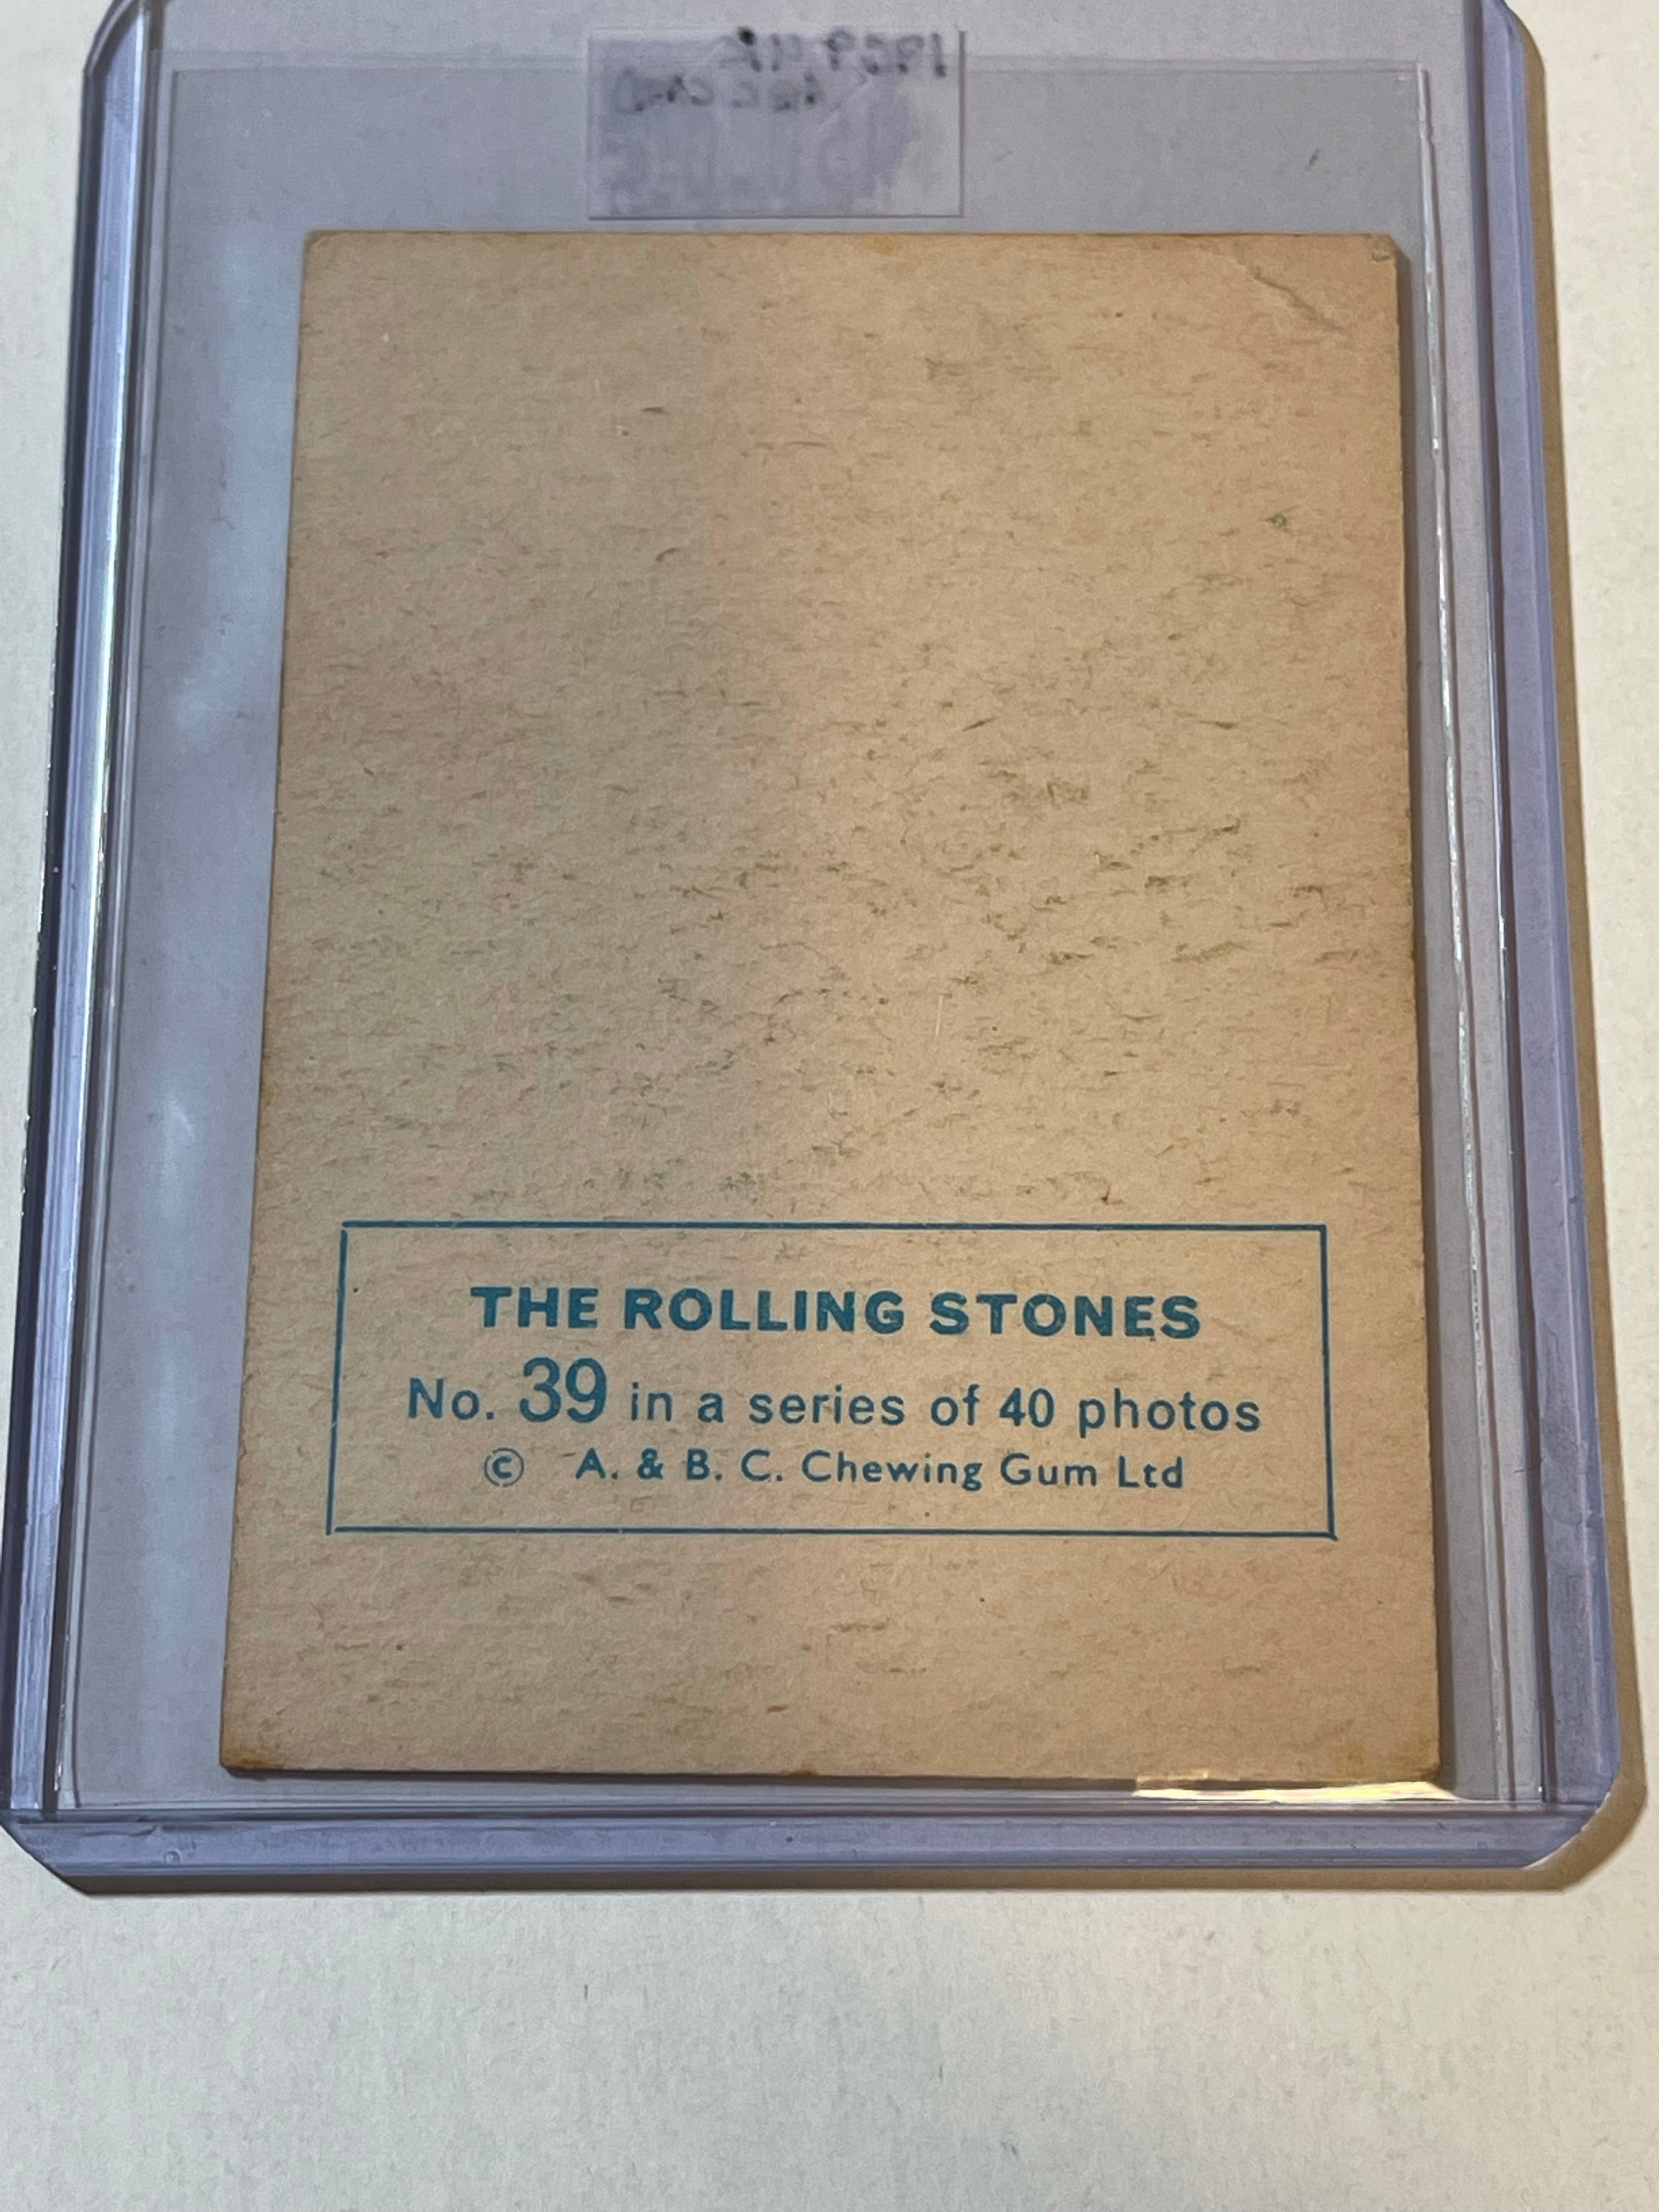 THE ROLLING STONES
No. 39 in a series of 40 photos
© A. & B. C. Chewing Gum Ltd